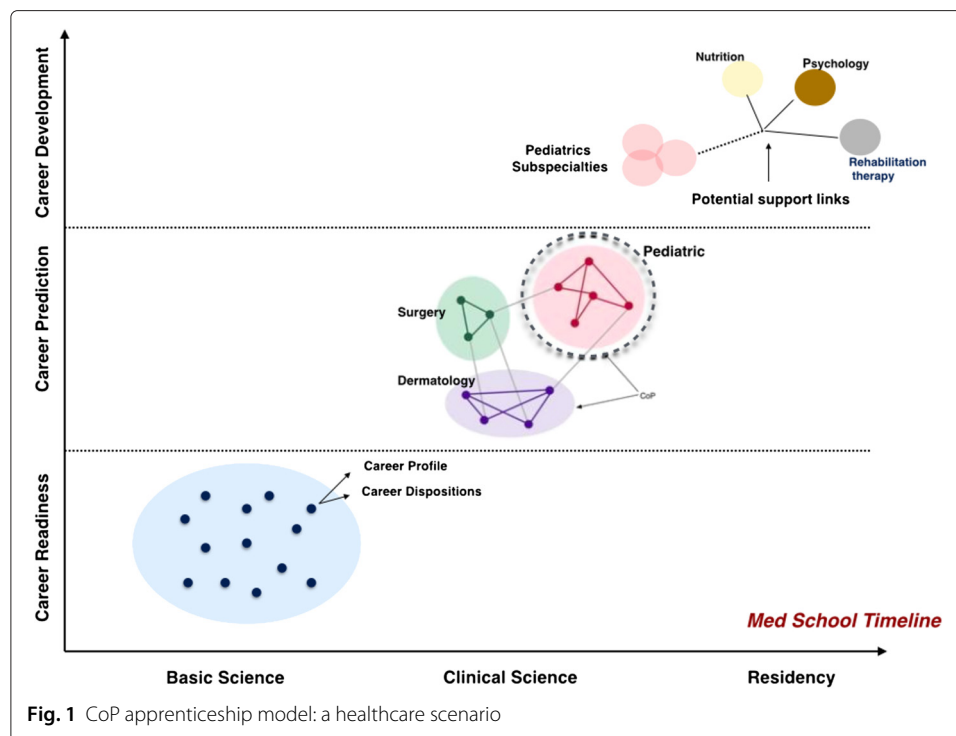 Career Development
Nutrition
Psychology
Pediatrics
Subspecialties
Rehabilitation
therapy
Potential support links
Career Prediction
Pediatric
Surgery
Dermatology
CoP
Career Readiness
Career Profile
Career Dispositions
Med School Timeline
Basic Science
Clinical Science
Residency
Fig. 1 CoP apprenticeship model: a healthcare scenario